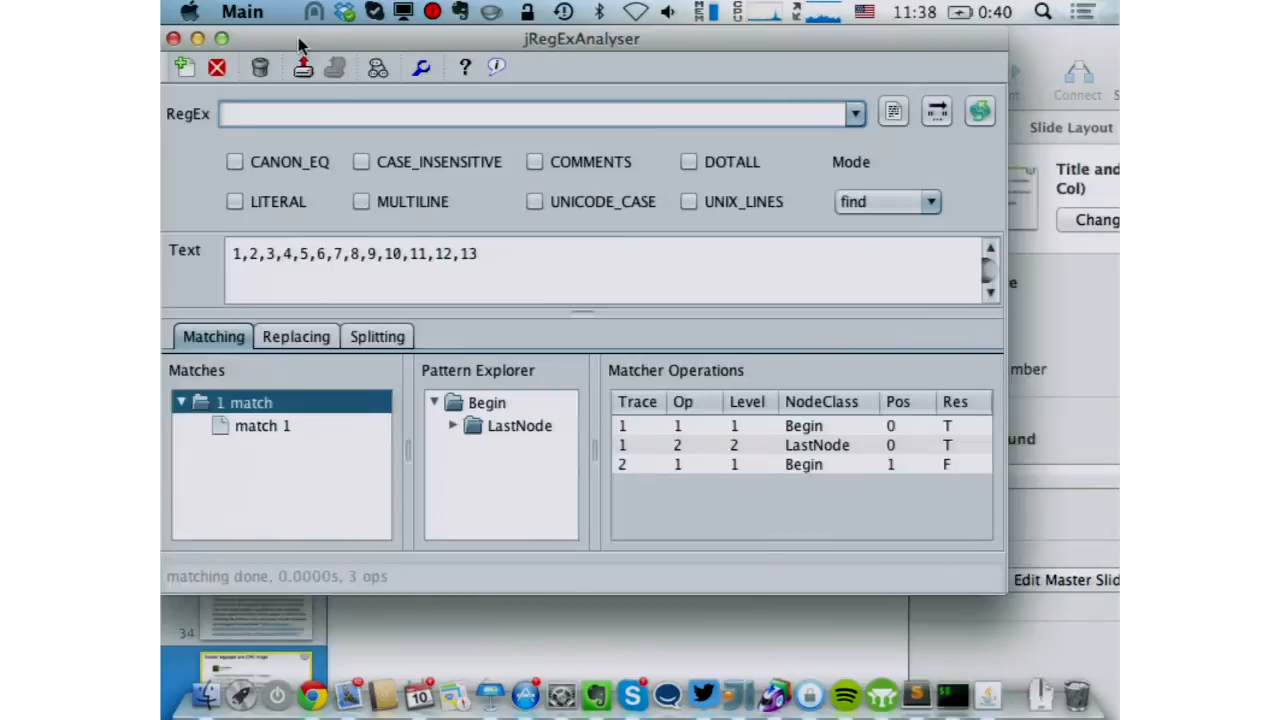 Main 11:38 0:40
jRegExAnalyser
Connect
RegEx
Slide Layout
CANON_EQ CASE_INSENSITIVE COMMENTS DOTALL Mode
Title and
Col)
LITERAL MULTILINE UNICODE_CASE UNIX_LINES find
Chang
Text 1,2,3,4,5,6,7,8,9,10,11,12,13
Matching Replacing Splitting
Matches Pattern Explorer Matcher Operations
mber
1 match Begin Trace Op Level NodeClass Pos Res
match 1 LastNode 1 1 1 Begin 0 T
1 2 2 LastNode 0 T
ound
2 1 1 Begin 1 F
matching done, 0.0000s, 3 ops
Edit Master Slid
34
10